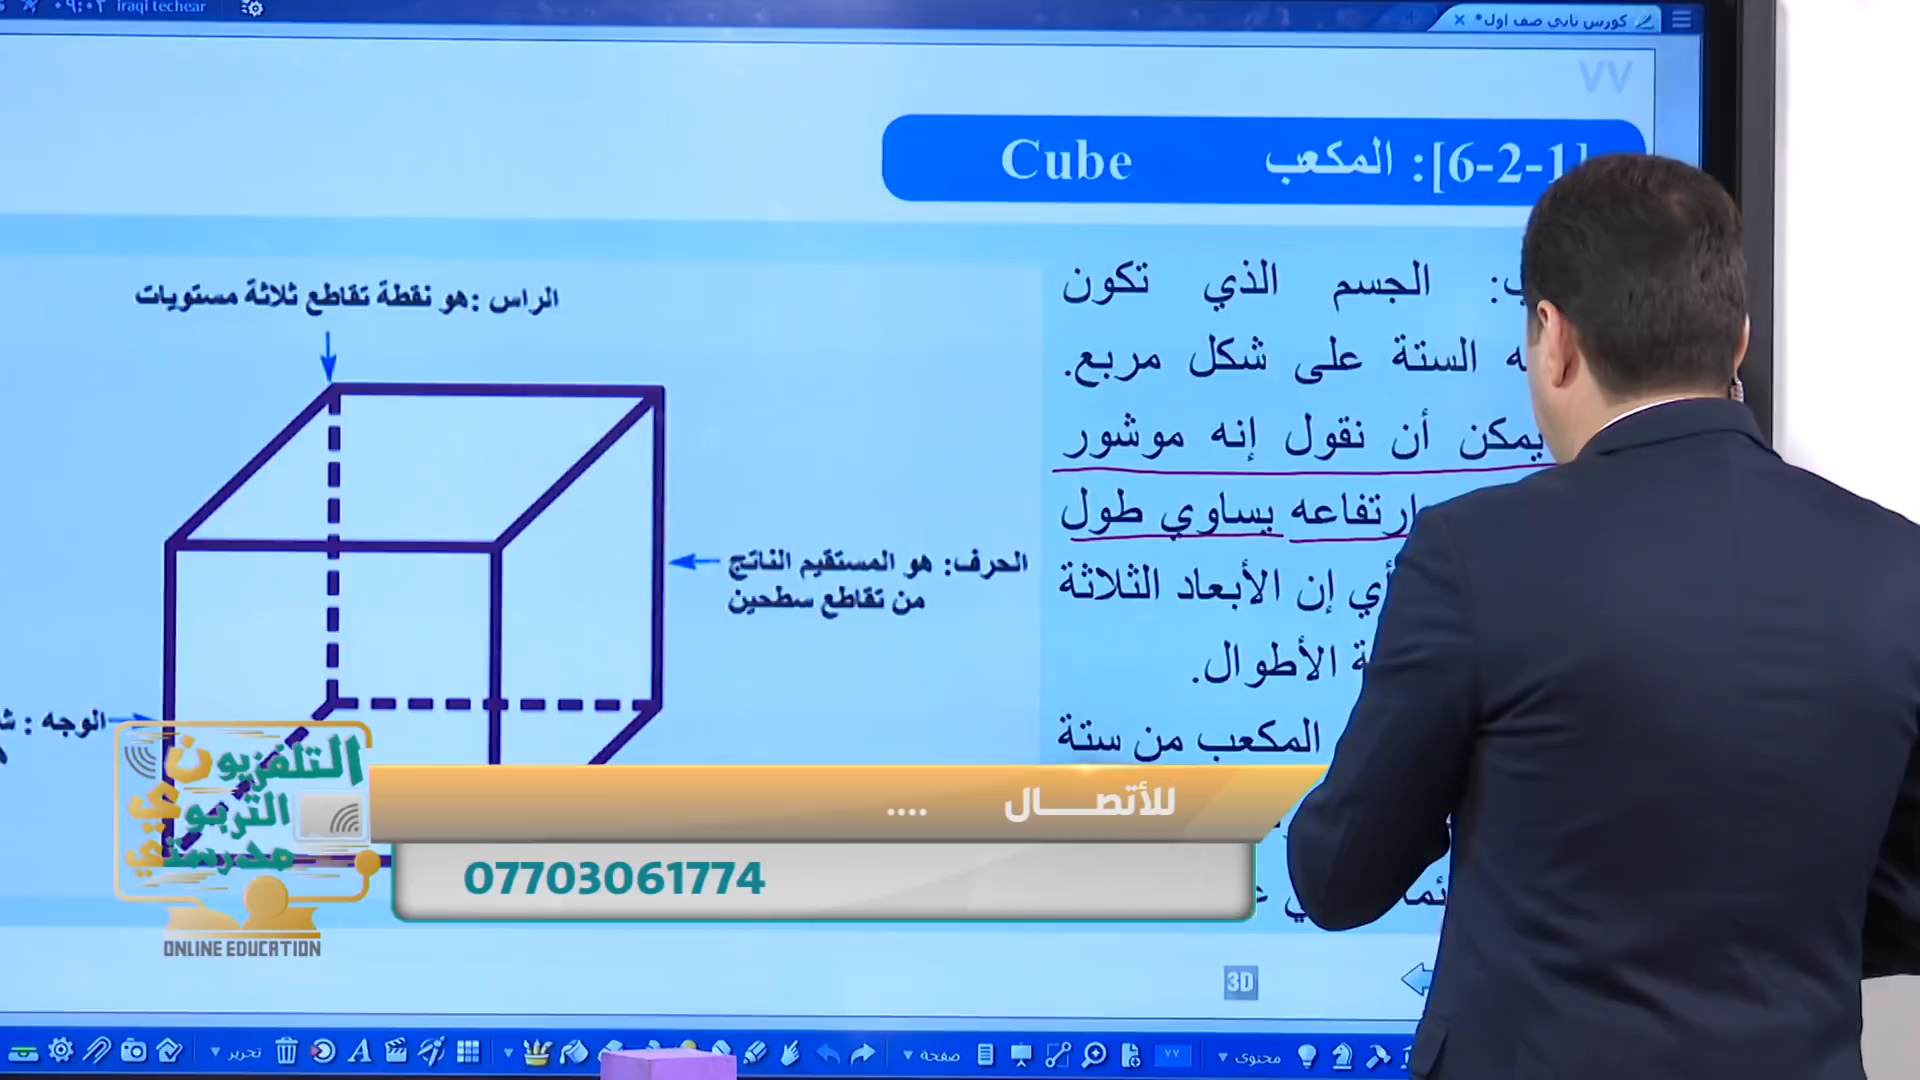 ٠٩:٠٣ iraqi techear
كورس ثاني صف اول*
٧٧
[6-2-1]: المكعب Cube
الجسم الذي تكون
الستة على شكل مربع.
يمكن أن نقول إنه موشور
ارتفاعه يساوي طول
أي إن الأبعاد الثلاثة
الأطوال.
المكعب من ستة
الراس :هو نقطة تقاطع ثلاثة مستويات
الحرف: هو المستقيم الناتج
من تقاطع سطحين
الوجه :
التلفزيون
التربوي
مدرستي
ONLINE EDUCATION
للأتصـــال ....
07703061774
3D
تحرير
صفحة
٧٧
محتوى